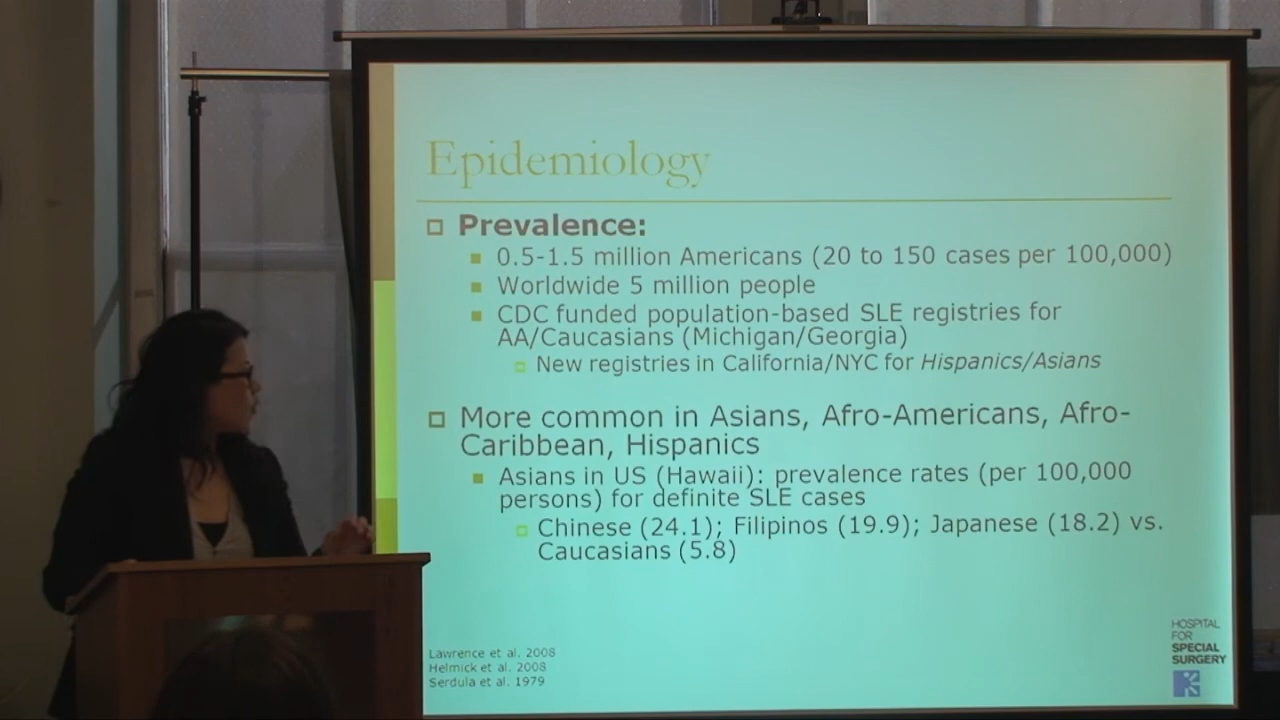 Epidemiology
Prevalence:
0.5-1.5 million Americans (20 to 150 cases per 100,000)
Worldwide 5 million people
CDC funded population-based SLE registries for
AA/Caucasians (Michigan/Georgia)
New registries in California/NYC for Hispanics/Asians
More common in Asians, Afro-Americans, Afro-
Caribbean, Hispanics
Asians in US (Hawaii): prevalence rates (per 100,000
persons) for definite SLE cases
Chinese (24.1); Filipinos (19.9); Japanese (18.2) vs.
Caucasians (5.8)
Lawrence et al. 2008
Helmick et al. 2008
Serdula et al. 1979
HOSPITAL
FOR
SPECIAL
SURGERY